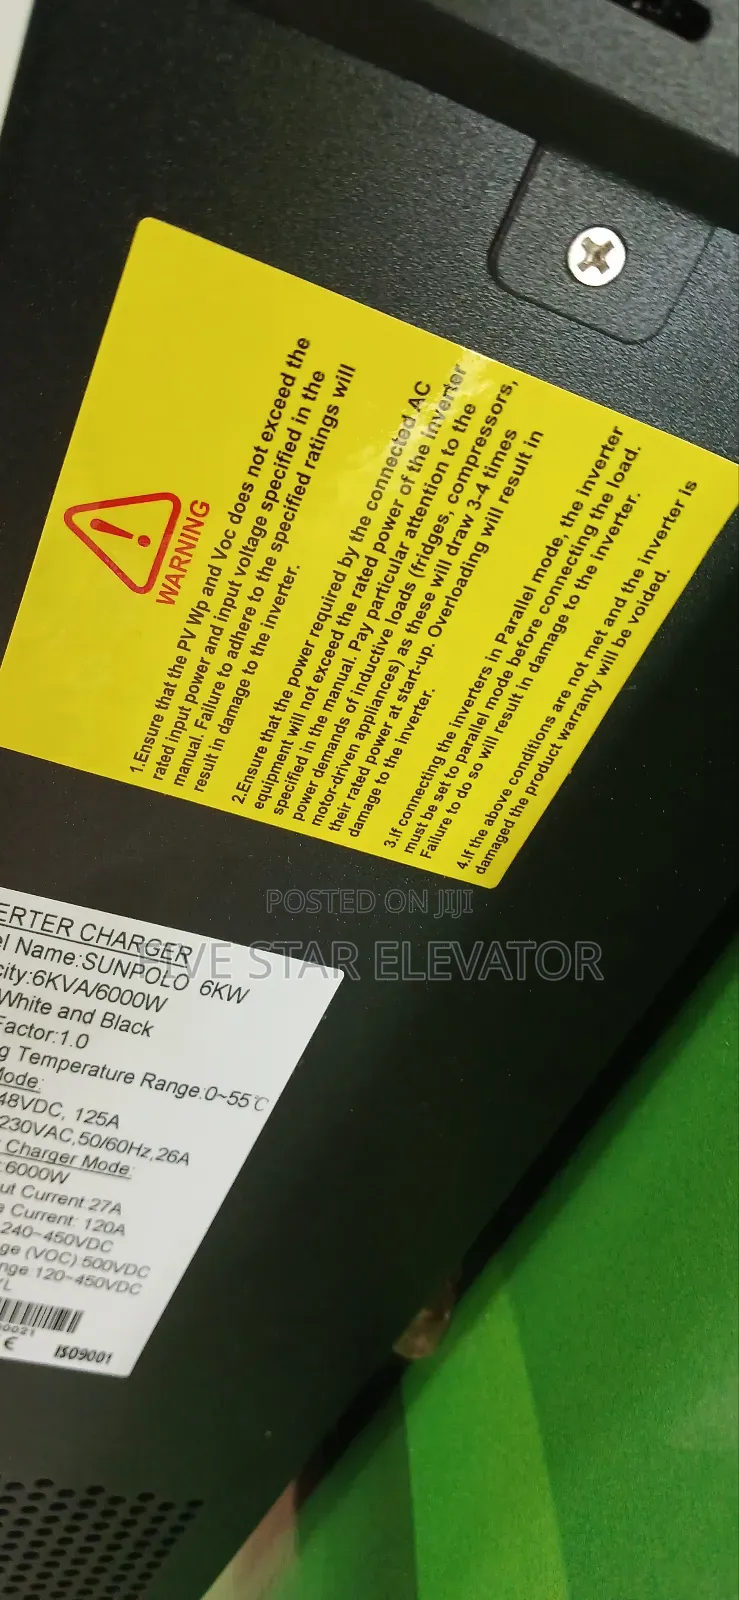 WARNING
1.Ensure that the PV Wp and Voc does not exceed the
rated input power and input voltage specified in the
manual. Failure to adhere to the specified ratings will
result in damage to the inverter.
2.Ensure that the power required by the connected AC
equipment will not exceed the rated power of the inverter
specified in the manual. Pay particular attention to the
power demands of inductive loads (fridges, compressors,
motor-driven appliances) as these will draw 3-4 times
their rated power at start-up. Overloading will result in
damage to the inverter.
3.If connecting the inverters in Parallel mode, the inverter
must be set to parallel mode before connecting the load.
Failure to do so will result in damage to the inverter.
4.If the above conditions are not met and the inverter is
damaged the product warranty will be voided.
POSTED ON JIJI
FIVE STAR ELEVATOR
ERTER CHARGER
el Name:SUNPOLO 6KW
city:6KVA/6000W
White and Black
Factor:1.0
g Temperature Range:0~55℃
Mode:
48VDC, 125A
230VAC,50/60Hz,26A
Charger Mode:
6000W
ut Current:27A
e Current: 120A
240~450VDC
ge (VOC) 500VDC
nge 120~450VDC
0021
CE ISO9001